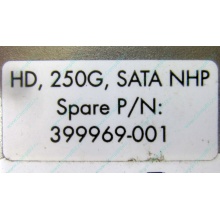 HD, 250G, SATA NHP
Spare P/N:
399969-001